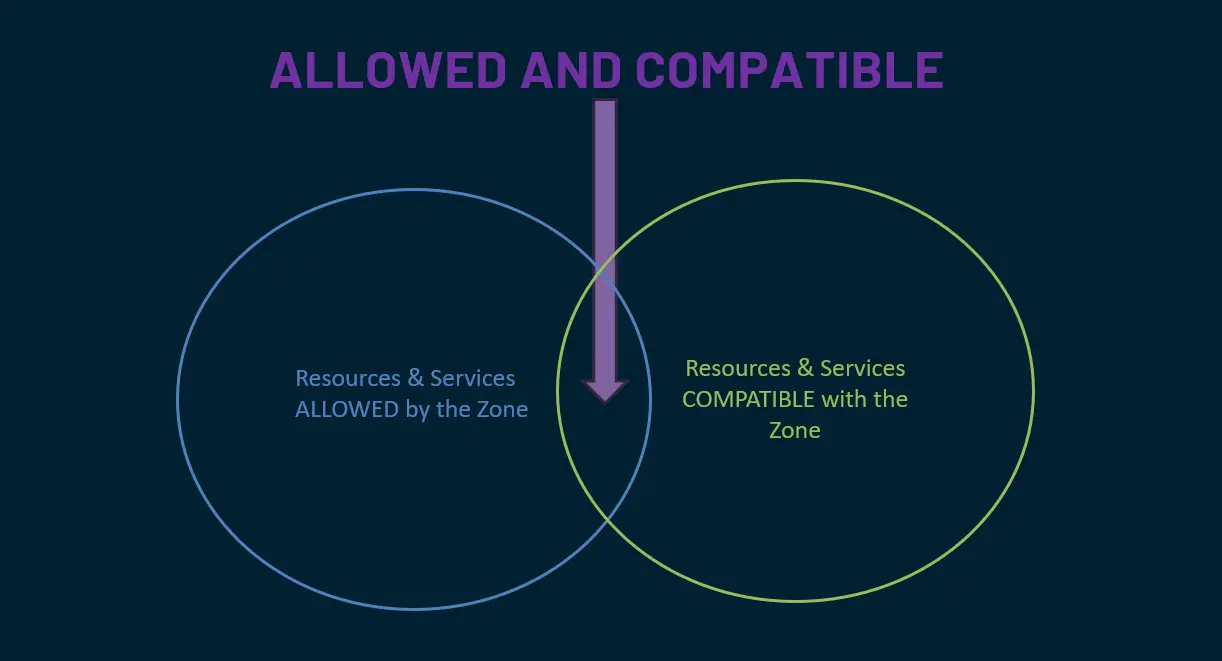 ALLOWED AND COMPATIBLE
Resources & Services
ALLOWED by the Zone
Resources & Services
COMPATIBLE with the
Zone